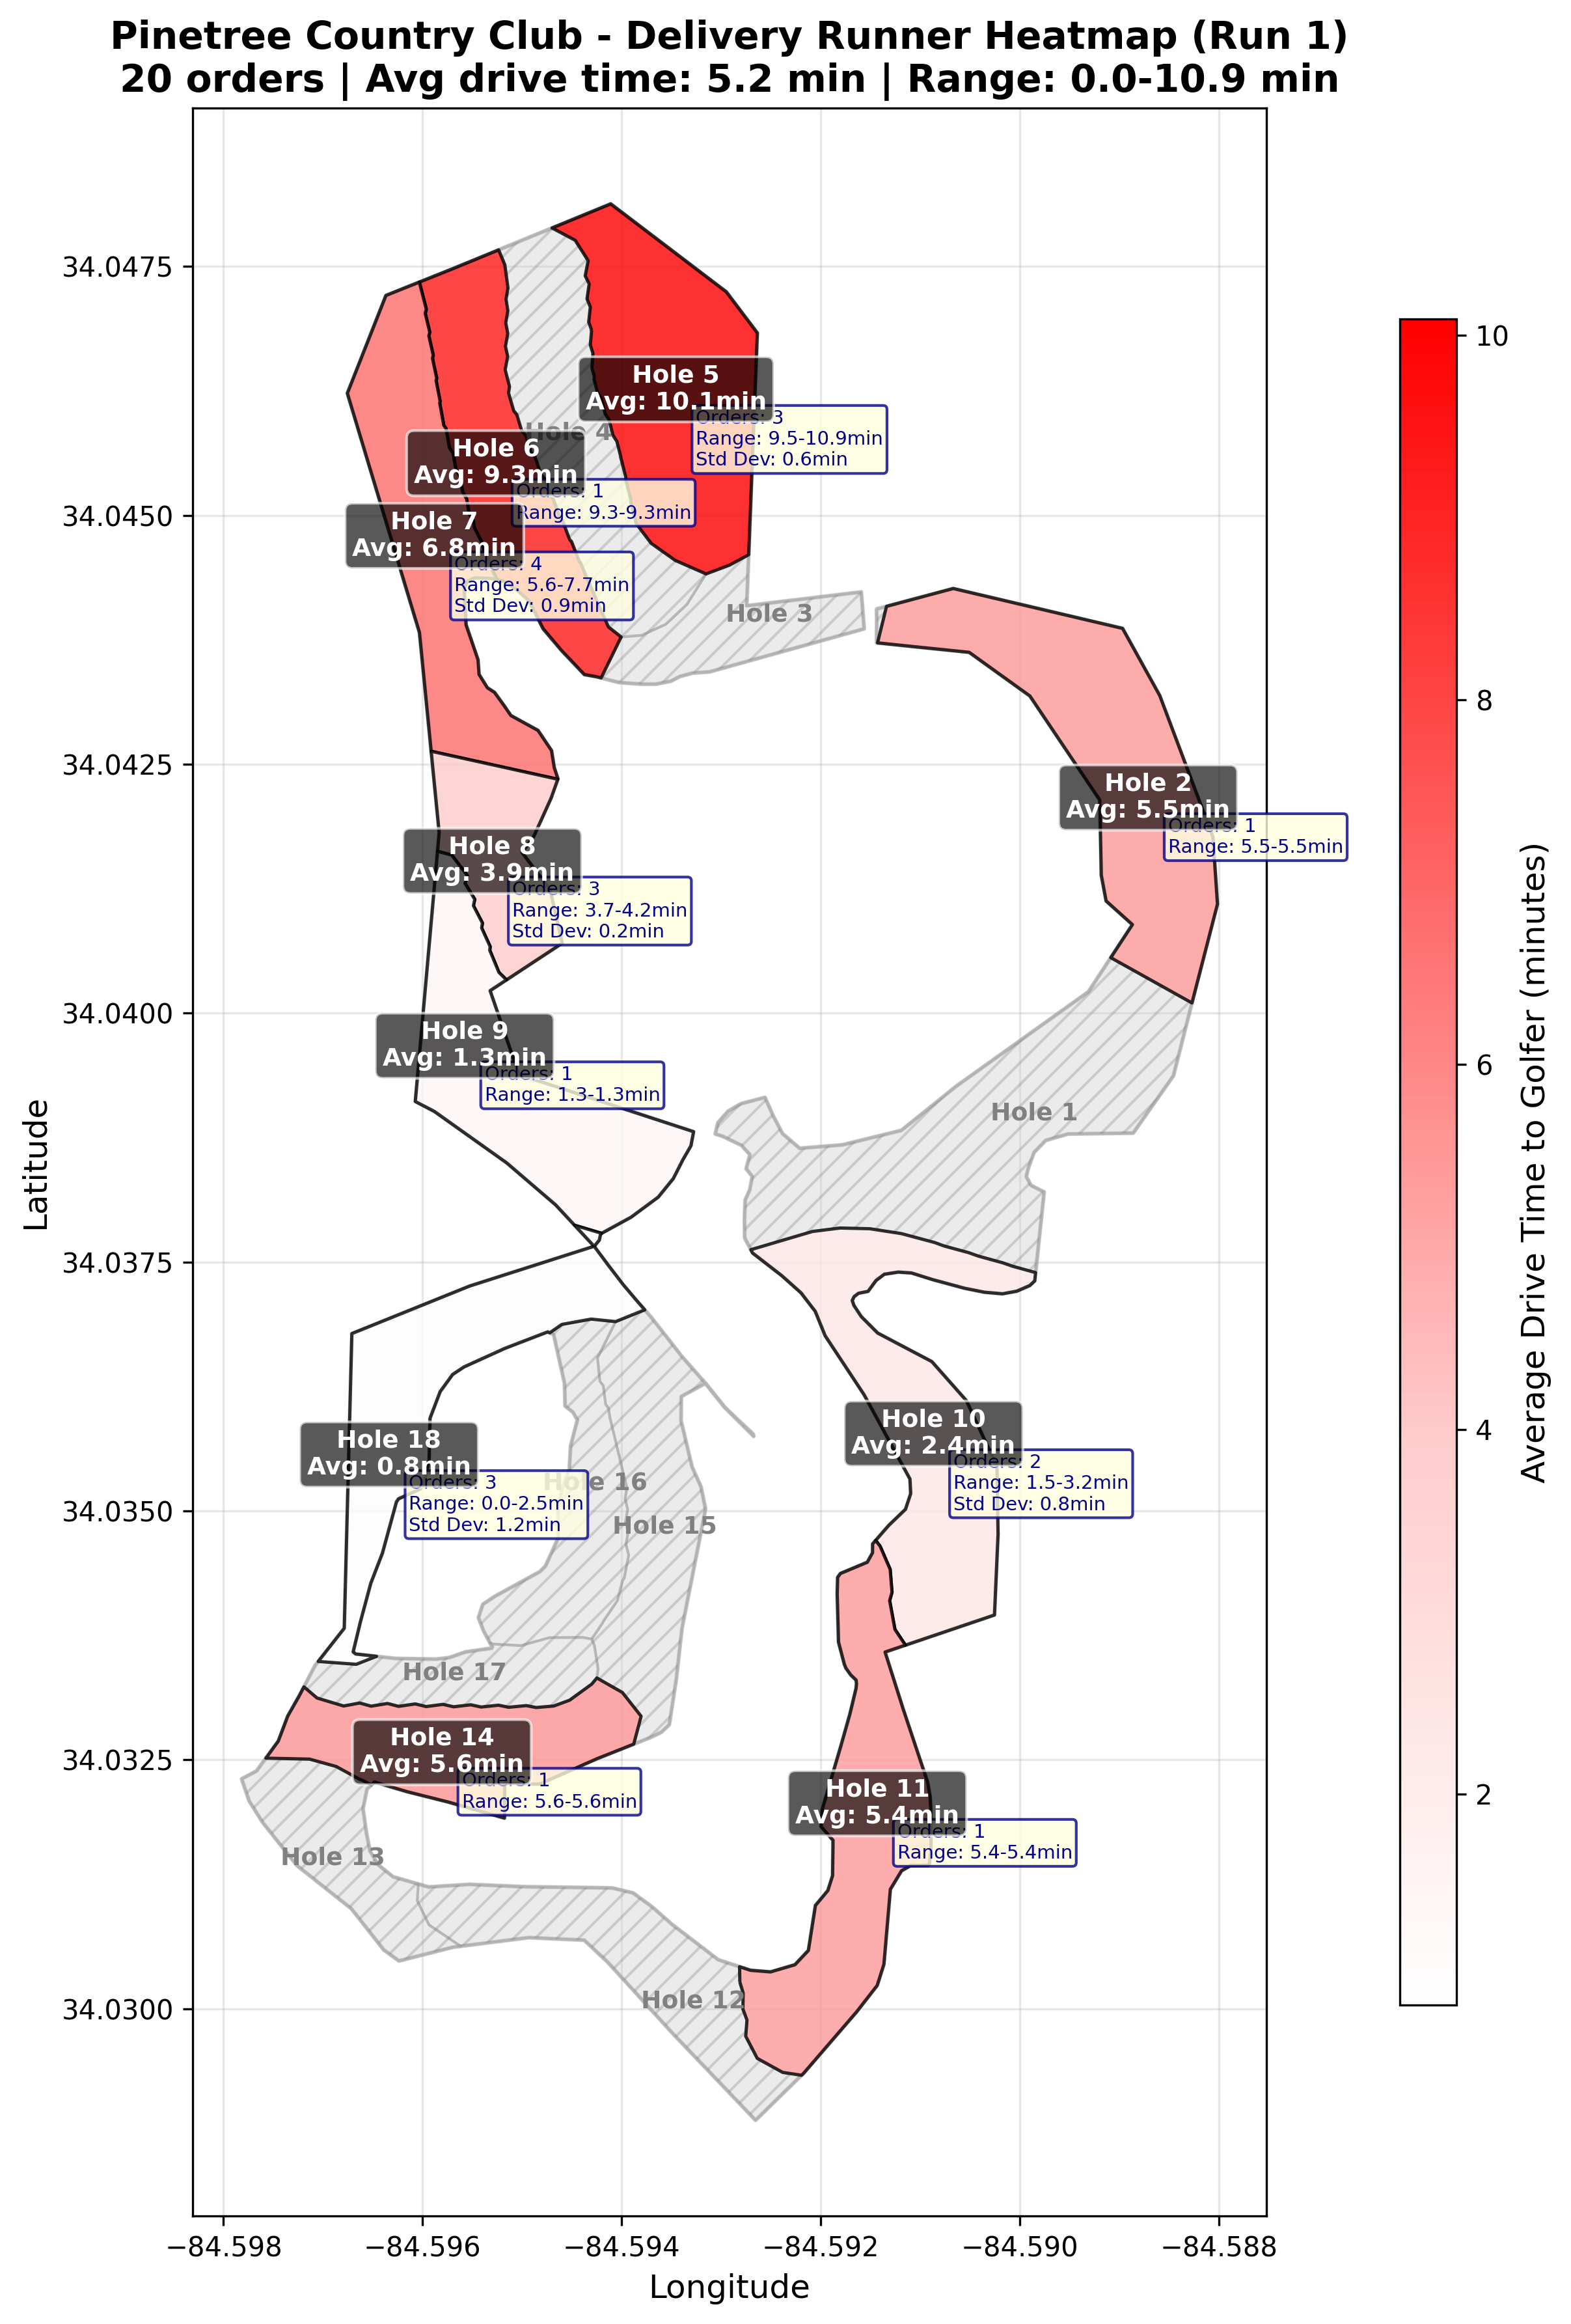 Pinetree Country Club - Delivery Runner Heatmap (Run 1)
20 orders | Avg drive time: 5.2 min | Range: 0.0-10.9 min
34.0475
34.0450
34.0425
34.0400
34.0375
34.0350
34.0325
34.0300
Latitude
−84.598
−84.596
−84.594
−84.592
−84.590
−84.588
Longitude
Hole 5
Avg: 10.1min
Orders: 3
Range: 9.5-10.9min
Std Dev: 0.6min
Hole 4
Hole 6
Avg: 9.3min
Orders: 1
Range: 9.3-9.3min
Hole 7
Avg: 6.8min
Orders: 4
Range: 5.6-7.7min
Std Dev: 0.9min
Hole 3
Hole 2
Avg: 5.5min
Orders: 1
Range: 5.5-5.5min
Hole 8
Avg: 3.9min
Orders: 3
Range: 3.7-4.2min
Std Dev: 0.2min
Hole 9
Avg: 1.3min
Orders: 1
Range: 1.3-1.3min
Hole 1
Hole 10
Avg: 2.4min
Orders: 2
Range: 1.5-3.2min
Std Dev: 0.8min
Hole 18
Avg: 0.8min
Orders: 3
Range: 0.0-2.5min
Std Dev: 1.2min
Hole 16
Hole 15
Hole 17
Hole 14
Avg: 5.6min
Orders: 1
Range: 5.6-5.6min
Hole 11
Avg: 5.4min
Orders: 1
Range: 5.4-5.4min
Hole 13
Hole 12
10
8
6
4
2
Average Drive Time to Golfer (minutes)